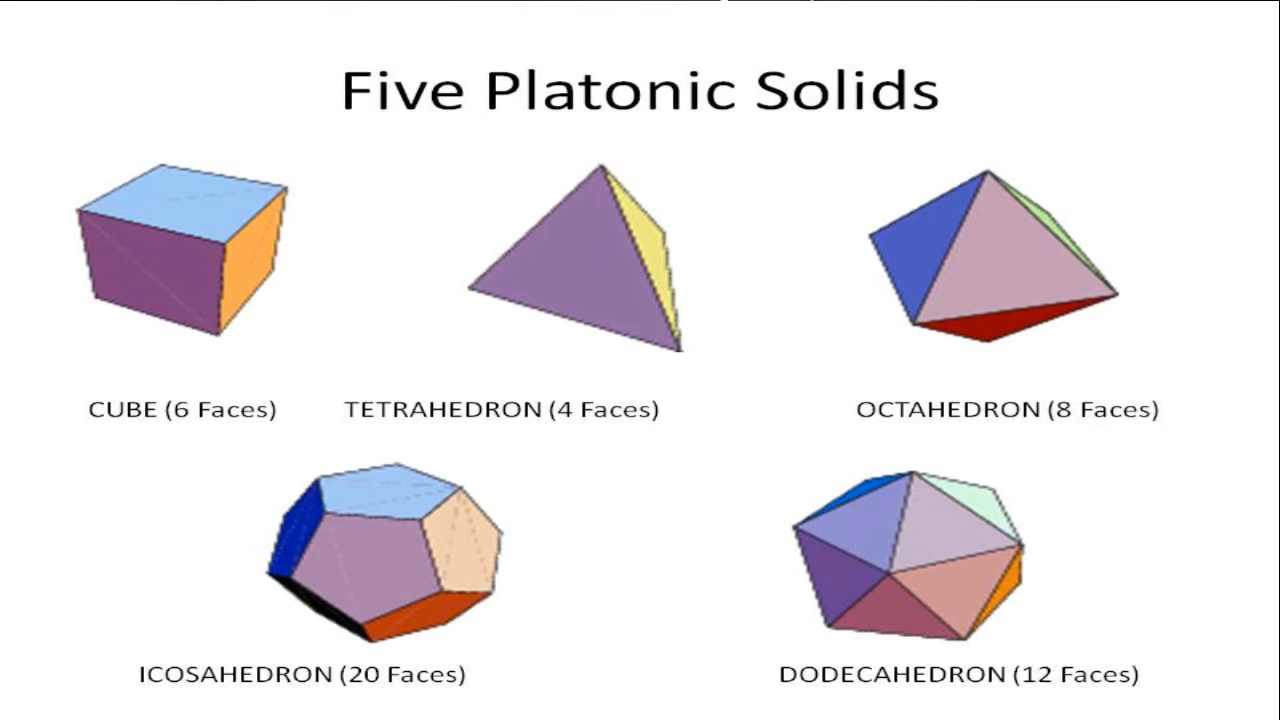 Five Platonic Solids
CUBE (6 Faces)
TETRAHEDRON (4 Faces)
OCTAHEDRON (8 Faces)
ICOSAHEDRON (20 Faces)
DODECAHEDRON (12 Faces)